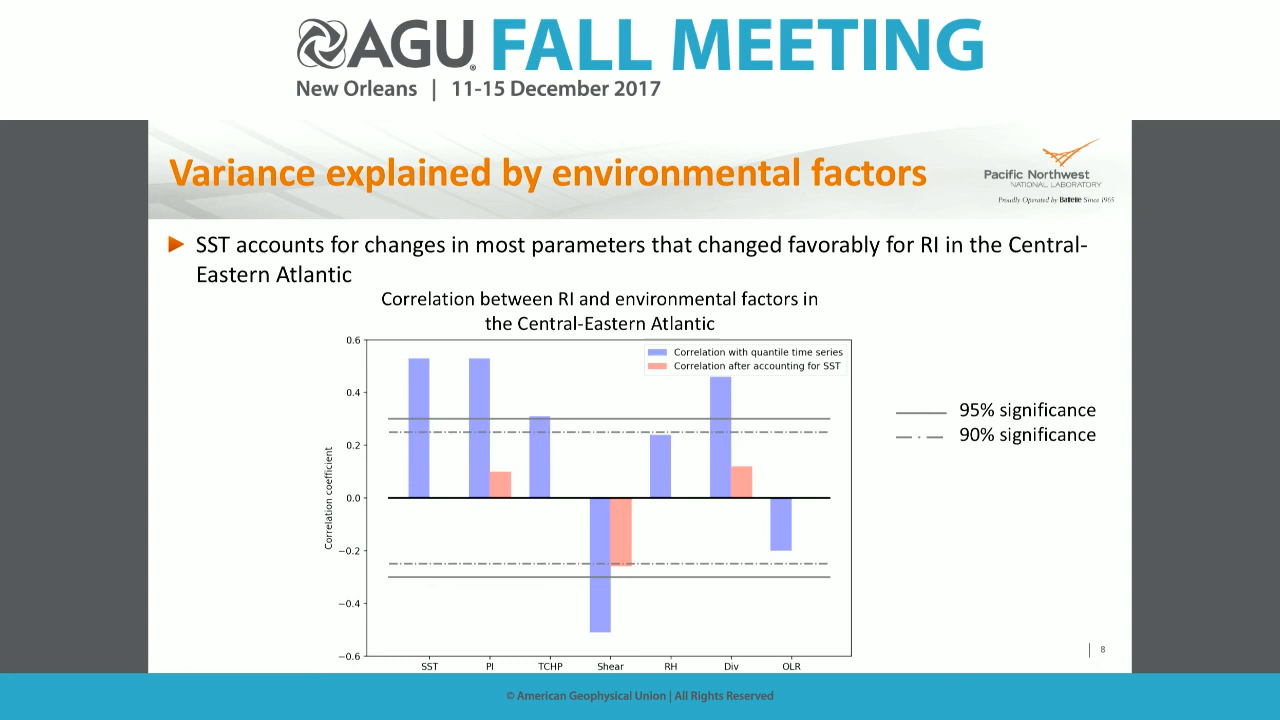 AGU FALL MEETING
New Orleans | 11-15 December 2017
Variance explained by environmental factors
Pacific Northwest
NATIONAL LABORATORY
Proudly Operated by Battelle Since 1965
SST accounts for changes in most parameters that changed favorably for RI in the Central-
Eastern Atlantic
Correlation between RI and environmental factors in
the Central-Eastern Atlantic
Correlation with quantile time series
Correlation after accounting for SST
0.6
0.4
0.2
0.0
−0.2
−0.4
−0.6
Correlation coefficient
SST PI TCHP Shear RH Div OLR
95% significance
90% significance
8
© American Geophysical Union | All Rights Reserved